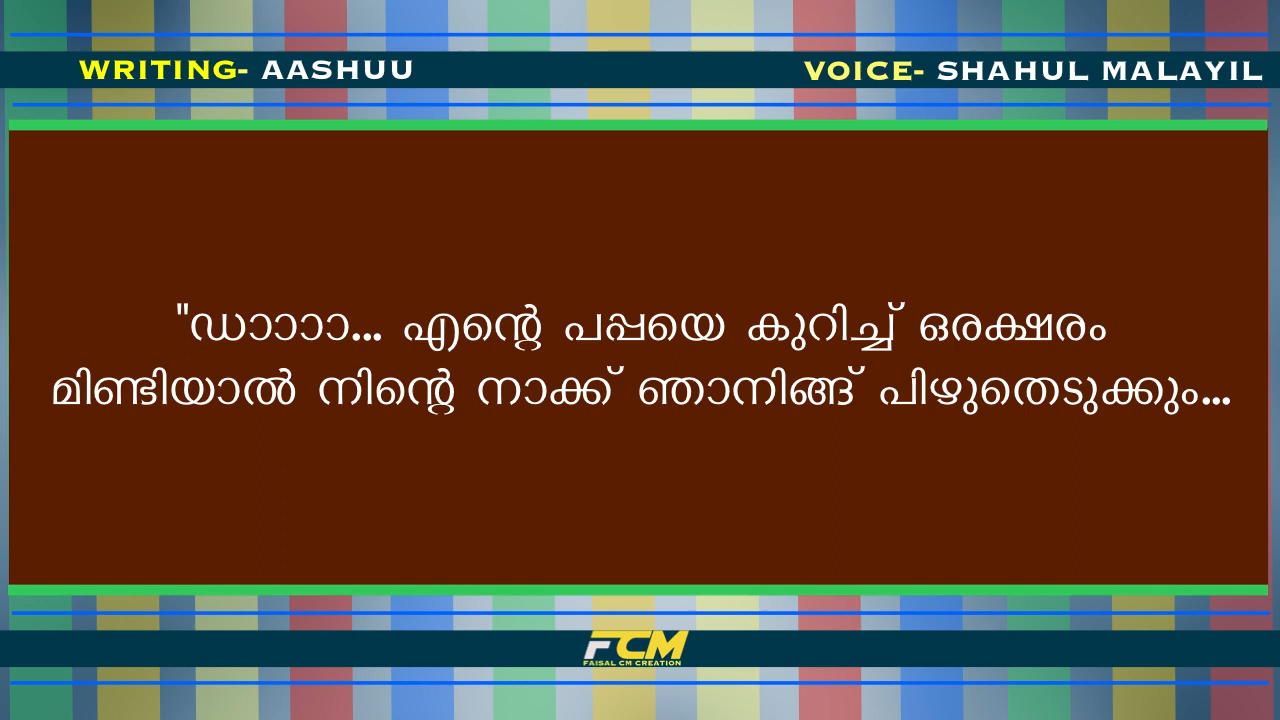 WRITING- AASHUU
VOICE- SHAHUL MALAYIL
"ഡാാാാ... എന്റെ പപ്പയെ കുറിച്ച് ഒരക്ഷരം
മിണ്ടിയാൽ നിന്റെ നാക്ക് ഞാനിങ്ങ് പിഴുതെടുക്കും...
FCM
FAISAL CM CREATION